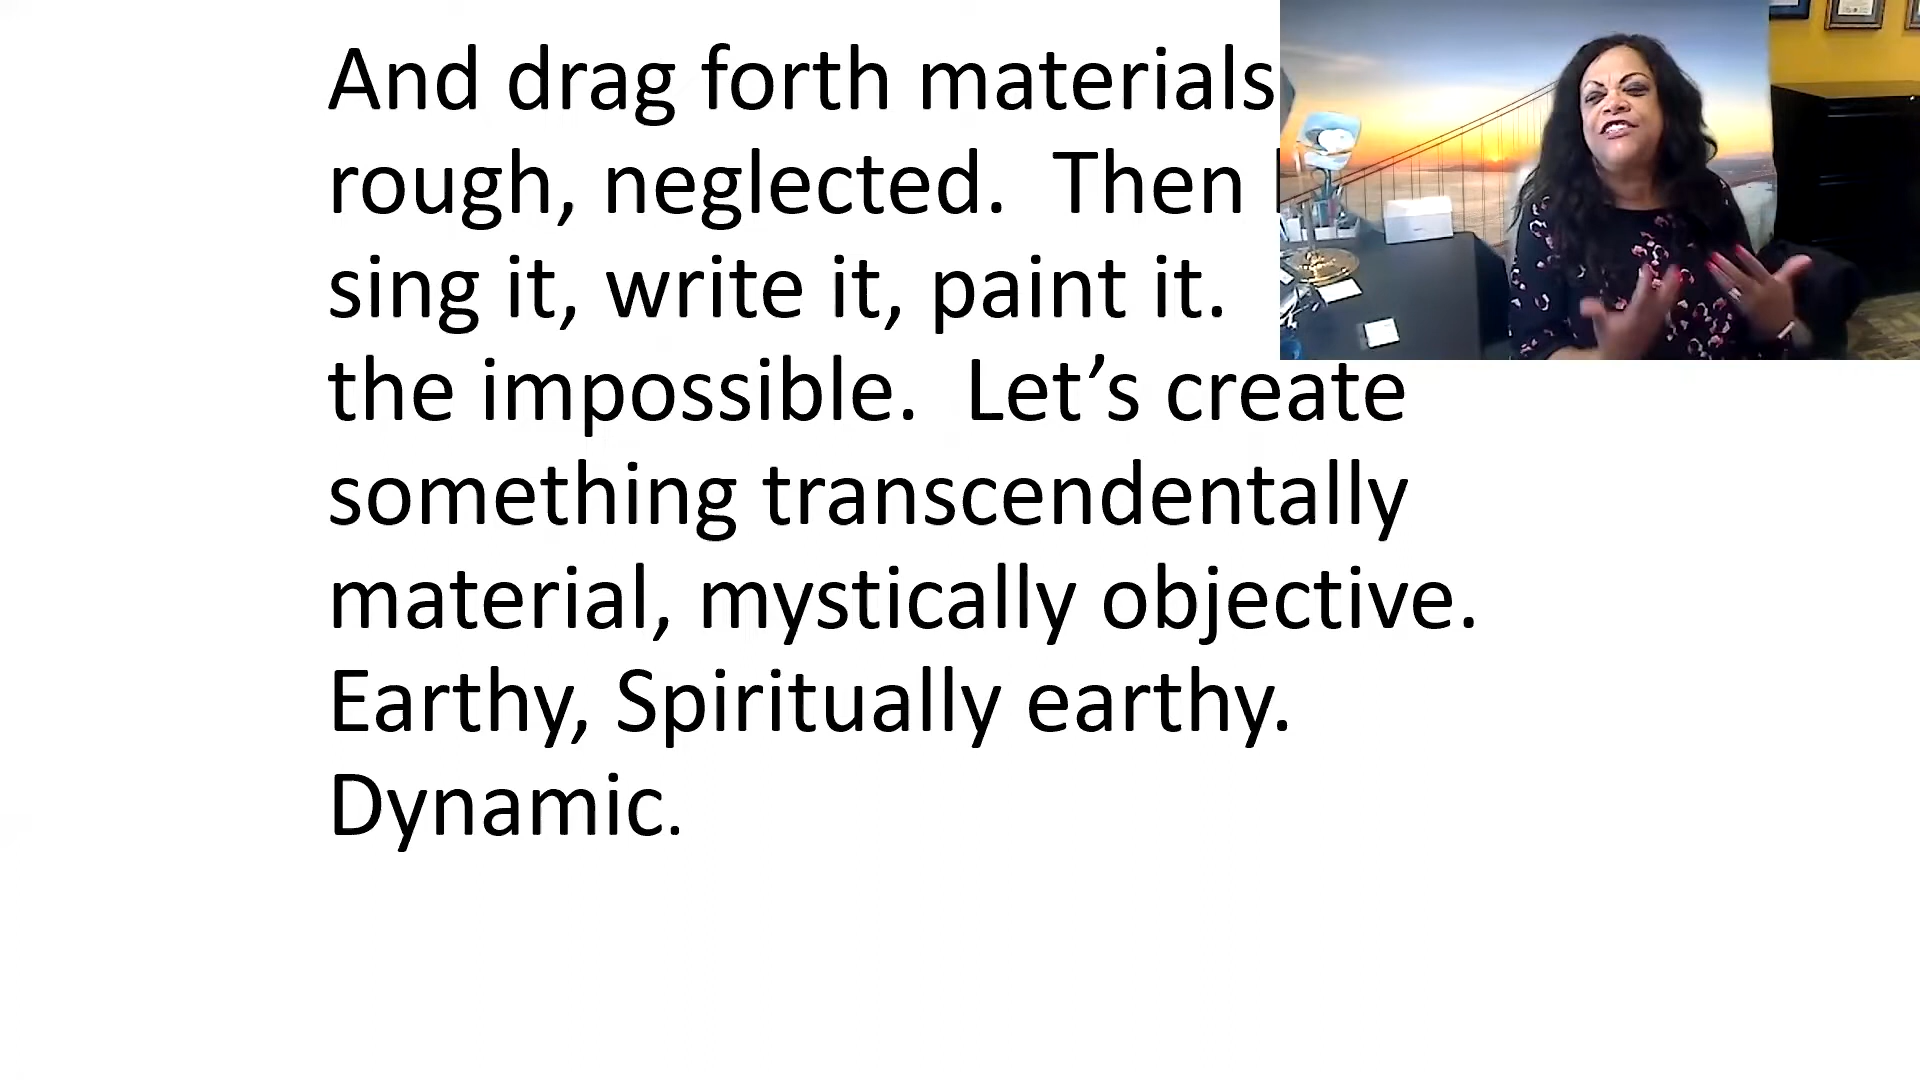 And drag forth materials
rough, neglected.  Then
sing it, write it, paint it.
the impossible.  Let’s create
something transcendentally
material, mystically objective.
Earthy, Spiritually earthy.
Dynamic.